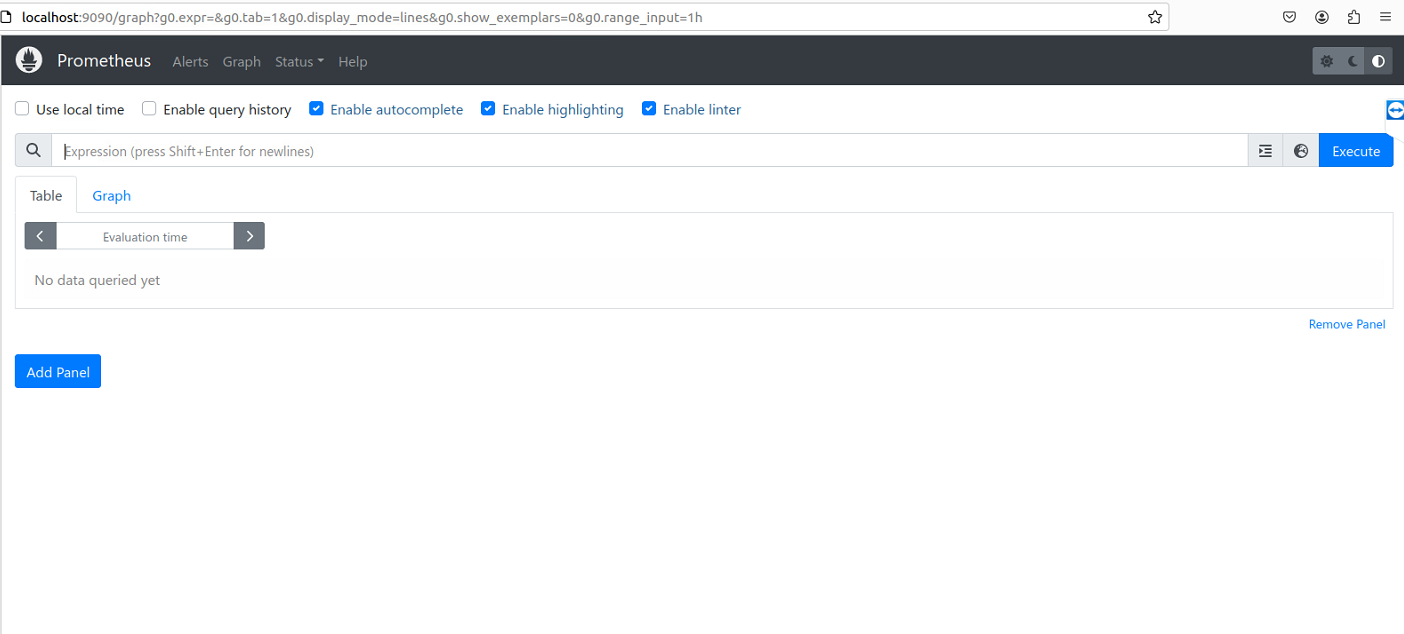 localhost:9090/graph?g0.expr=&g0.tab=1&g0.display_mode=lines&g0.show_exemplars=0&g0.range_input=1h
Prometheus Alerts Graph Status Help
Use local time Enable query history Enable autocomplete Enable highlighting Enable linter
Expression (press Shift+Enter for newlines) Execute
Table Graph
Evaluation time
No data queried yet
Remove Panel
Add Panel